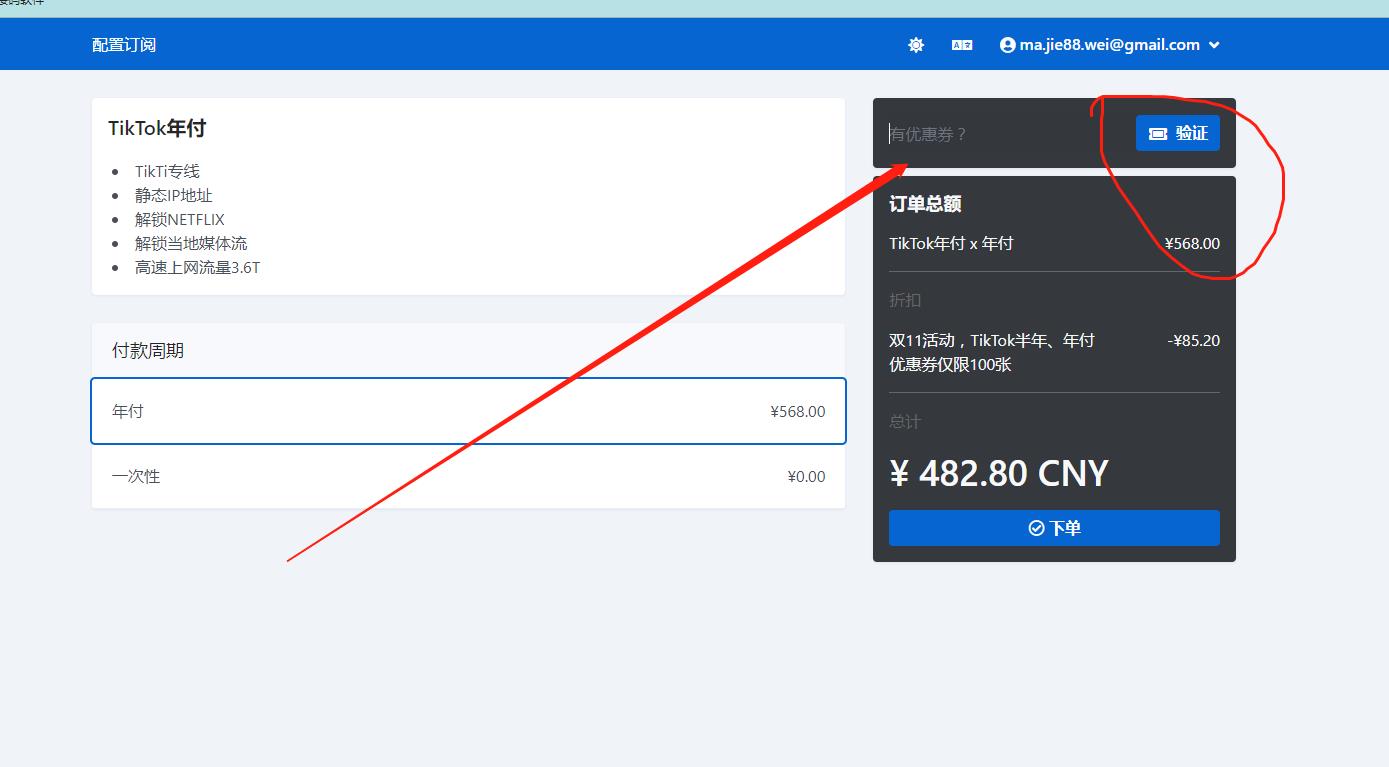 配置订阅
ma.jie88.wei@gmail.com
TikTok年付
TikTi专线
静态IP地址
解锁NETFLIX
解锁当地媒体流
高速上网流量3.6T
付款周期
年付 ¥568.00
一次性 ¥0.00
有优惠券？ 验证
订单总额
TikTok年付 x 年付 ¥568.00
折扣
双11活动，TikTok半年、年付 -¥85.20
优惠券仅限100张
总计
¥ 482.80 CNY
下单